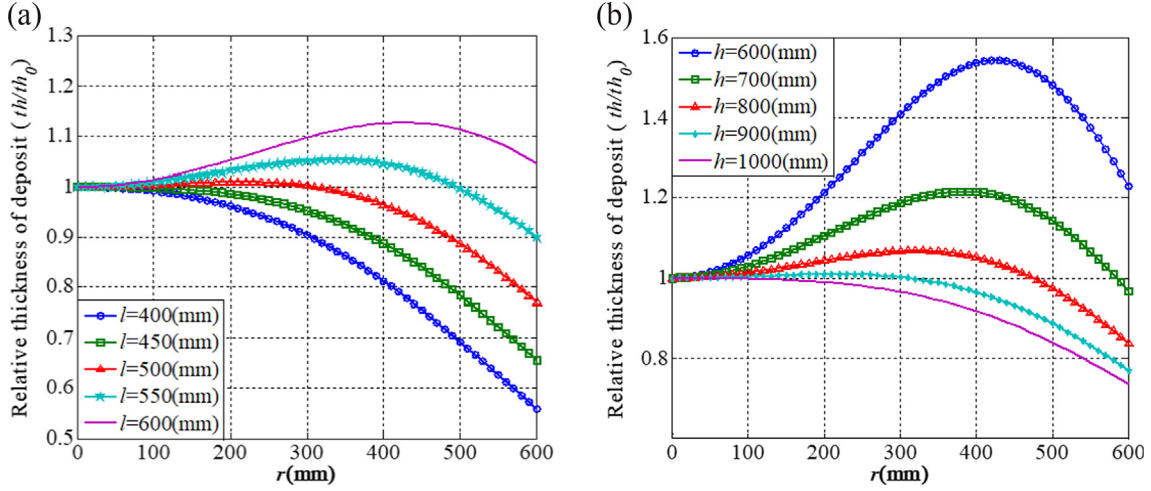 (a)
Relative thickness of deposit ( th/th0)
1.3
1.2
1.1
1
0.9
0.8
0.7
0.6
0.5
l=400(mm)
l=450(mm)
l=500(mm)
l=550(mm)
l=600(mm)
0 100 200 300 400 500 600
r(mm)
(b)
Relative thickness of deposit ( th/th0)
1.6
1.4
1.2
1.0
0.8
h=600(mm)
h=700(mm)
h=800(mm)
h=900(mm)
h=1000(mm)
0 100 200 300 400 500 600
r(mm)